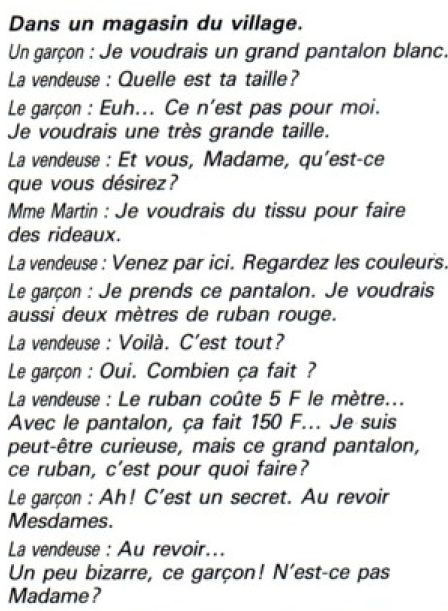 Dans un magasin du village.
Un garçon : Je voudrais un grand pantalon blanc.
La vendeuse : Quelle est ta taille?
Le garçon : Euh... Ce n'est pas pour moi.
Je voudrais une très grande taille.
La vendeuse : Et vous, Madame, qu'est-ce
que vous désirez?
Mme Martin : Je voudrais du tissu pour faire
des rideaux.
La vendeuse : Venez par ici. Regardez les couleurs.
Le garçon : Je prends ce pantalon. Je voudrais
aussi deux mètres de ruban rouge.
La vendeuse : Voilà. C'est tout?
Le garçon : Oui. Combien ça fait ?
La vendeuse : Le ruban coûte 5 F le mètre...
Avec le pantalon, ça fait 150 F... Je suis
peut-être curieuse, mais ce grand pantalon,
ce ruban, c'est pour quoi faire?
Le garçon : Ah! C'est un secret. Au revoir
Mesdames.
La vendeuse : Au revoir...
Un peu bizarre, ce garçon! N'est-ce pas
Madame?